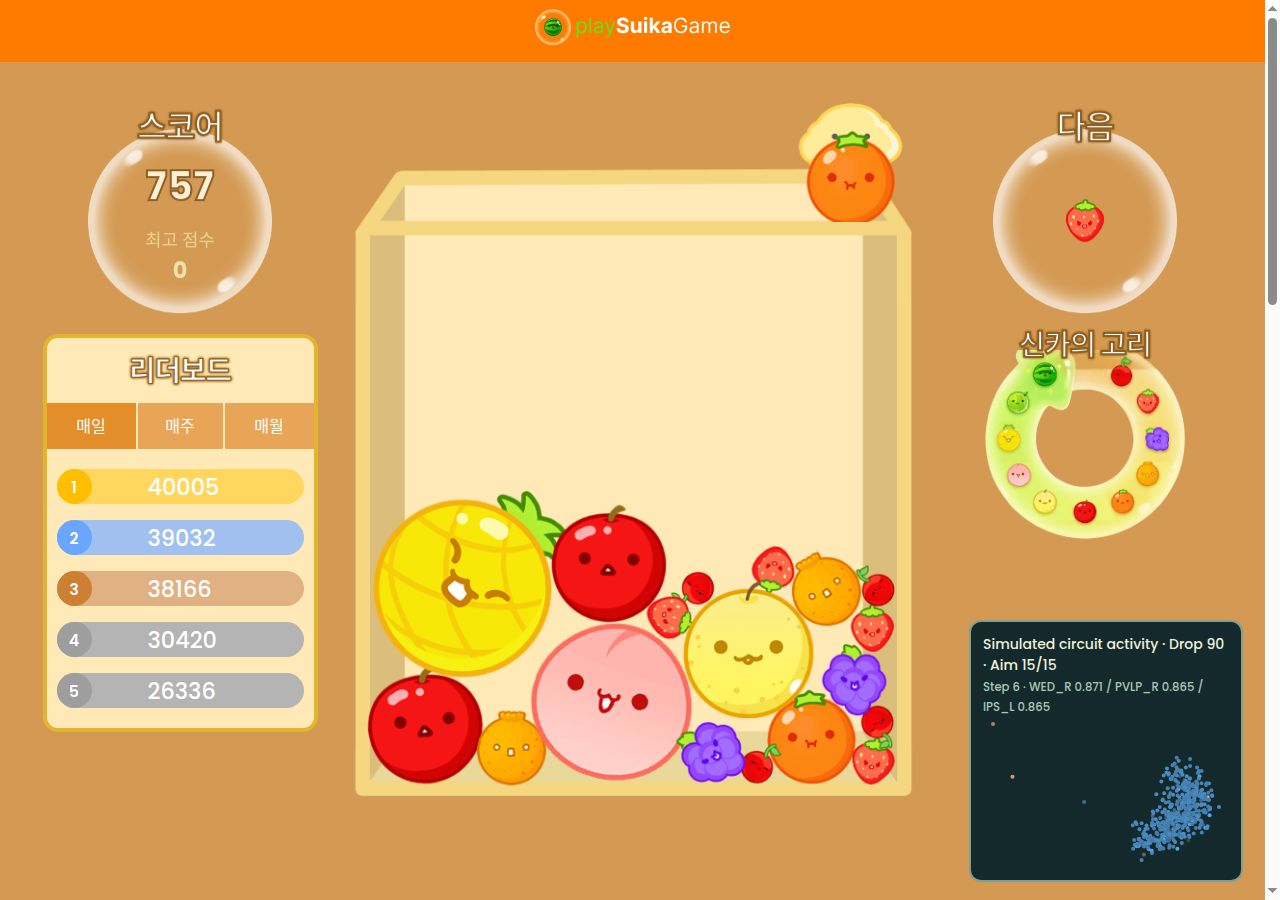 playSuikaGame
스코어
757
최고 점수
0
다음
신카의 고리
리더보드
매일 매주 매월
1 40005
2 39032
3 38166
4 30420
5 26336
Simulated circuit activity · Drop 90
· Aim 15/15
Step 6 · WED_R 0.871 / PVLP_R 0.865 /
IPS_L 0.865